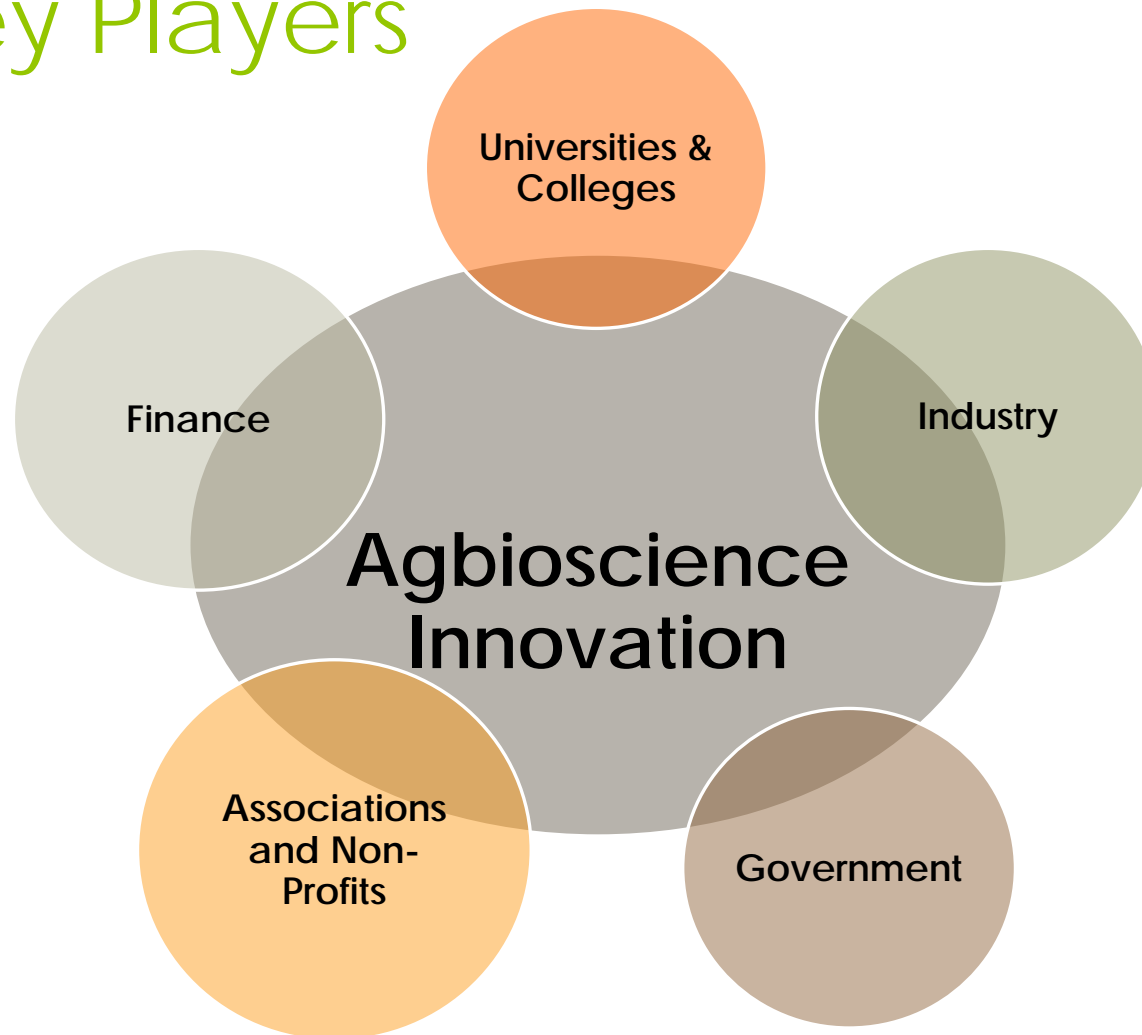 ey Players
Universities &
Colleges
Finance
Industry
Agbioscience
Innovation
Associations
and Non-
Profits
Government